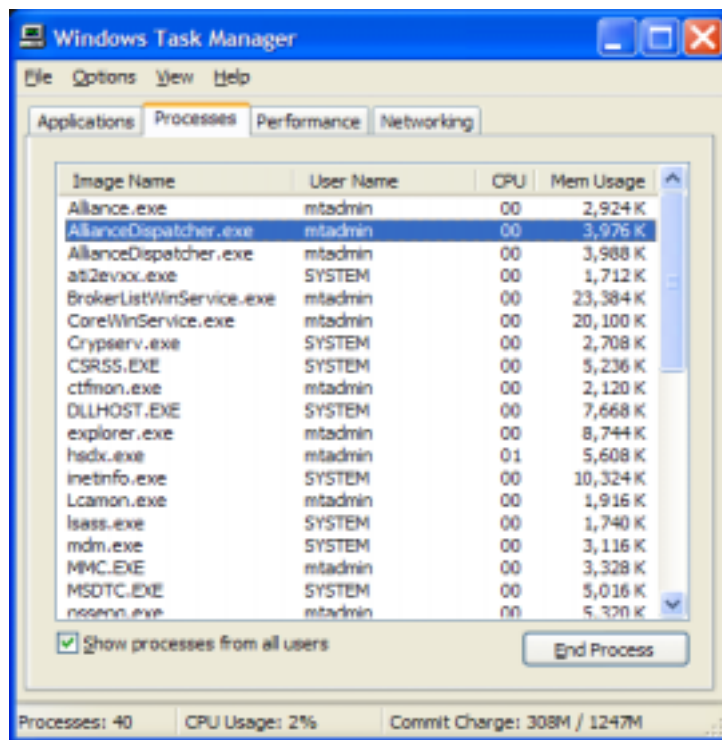 Windows Task Manager
File Options View Help
Applications Processes Performance Networking
Image Name User Name CPU Mem Usage
Alliance.exe mtadmin 00 2,924 K
AllianceDispatcher.exe mtadmin 00 3,976 K
AllianceDispatcher.exe mtadmin 00 3,988 K
ati2evxx.exe SYSTEM 00 1,712 K
BrokerListWinService.exe mtadmin 00 23,384 K
CoreWinService.exe mtadmin 00 20,100 K
Crypserv.exe SYSTEM 00 2,708 K
CSRSS.EXE SYSTEM 00 5,236 K
ctfmon.exe mtadmin 00 2,120 K
DLLHOST.EXE SYSTEM 00 7,668 K
explorer.exe mtadmin 00 8,744 K
hsdx.exe mtadmin 01 5,608 K
inetinfo.exe SYSTEM 00 10,324 K
Lcamon.exe mtadmin 00 1,916 K
lsass.exe SYSTEM 00 1,740 K
mdm.exe SYSTEM 00 3,116 K
MMC.EXE mtadmin 00 3,328 K
MSDTC.EXE SYSTEM 00 5,016 K
mtadmin 00 5,320 K
Show processes from all users
End Process
Processes: 40 CPU Usage: 2% Commit Charge: 308M / 1247M